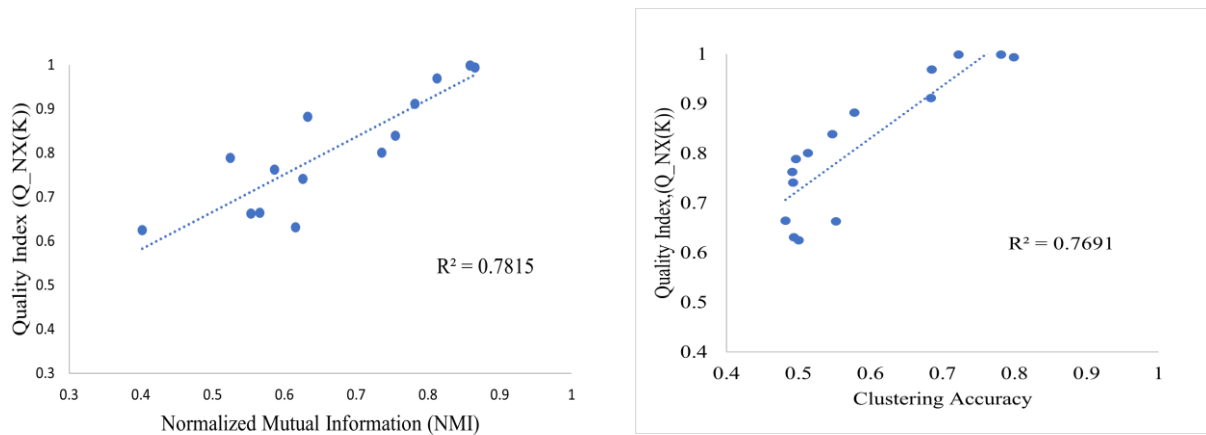 Quality Index (Q_NX(K))
1
0.9
0.8
0.7
0.6
0.5
0.4
0.3
0.3 0.4 0.5 0.6 0.7 0.8 0.9 1
Normalized Mutual Information (NMI)
R² = 0.7815
Quality Index,(Q_NX(K))
1
0.9
0.8
0.7
0.6
0.5
0.4
0.4 0.5 0.6 0.7 0.8 0.9 1
Clustering Accuracy
R² = 0.7691